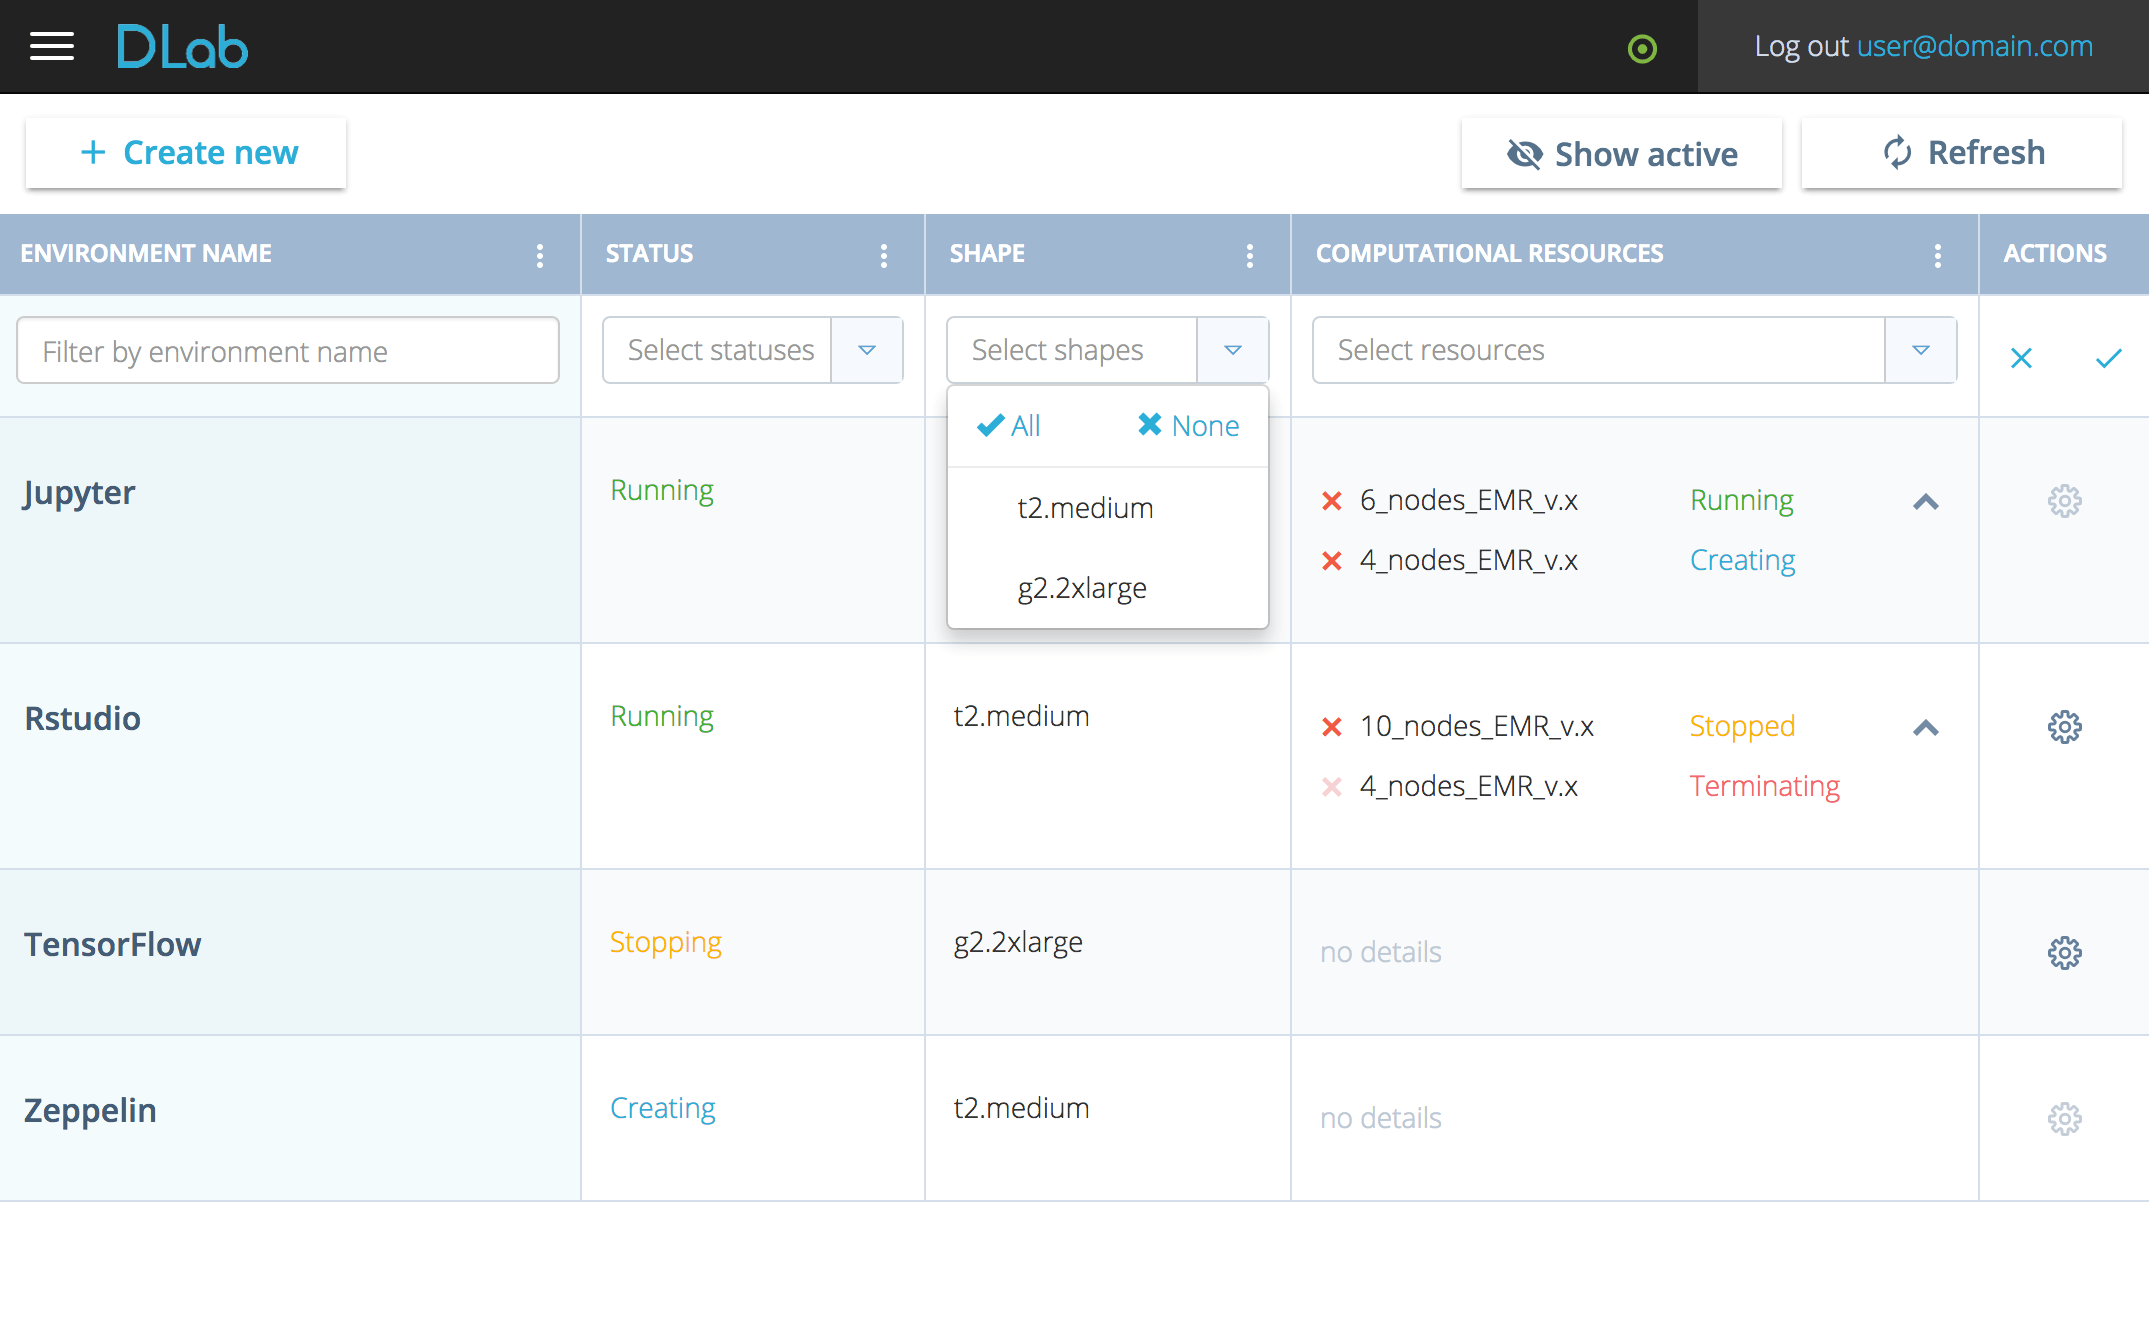 DLab
Log out user@domain.com
+ Create new
Show active
Refresh
ENVIRONMENT NAME
STATUS
SHAPE
COMPUTATIONAL RESOURCES
ACTIONS
Filter by environment name
Select statuses
Select shapes
Select resources
All
None
t2.medium
g2.2xlarge
Jupyter
Running
6_nodes_EMR_v.x
Running
4_nodes_EMR_v.x
Creating
Rstudio
Running
t2.medium
10_nodes_EMR_v.x
Stopped
4_nodes_EMR_v.x
Terminating
TensorFlow
Stopping
g2.2xlarge
no details
Zeppelin
Creating
t2.medium
no details